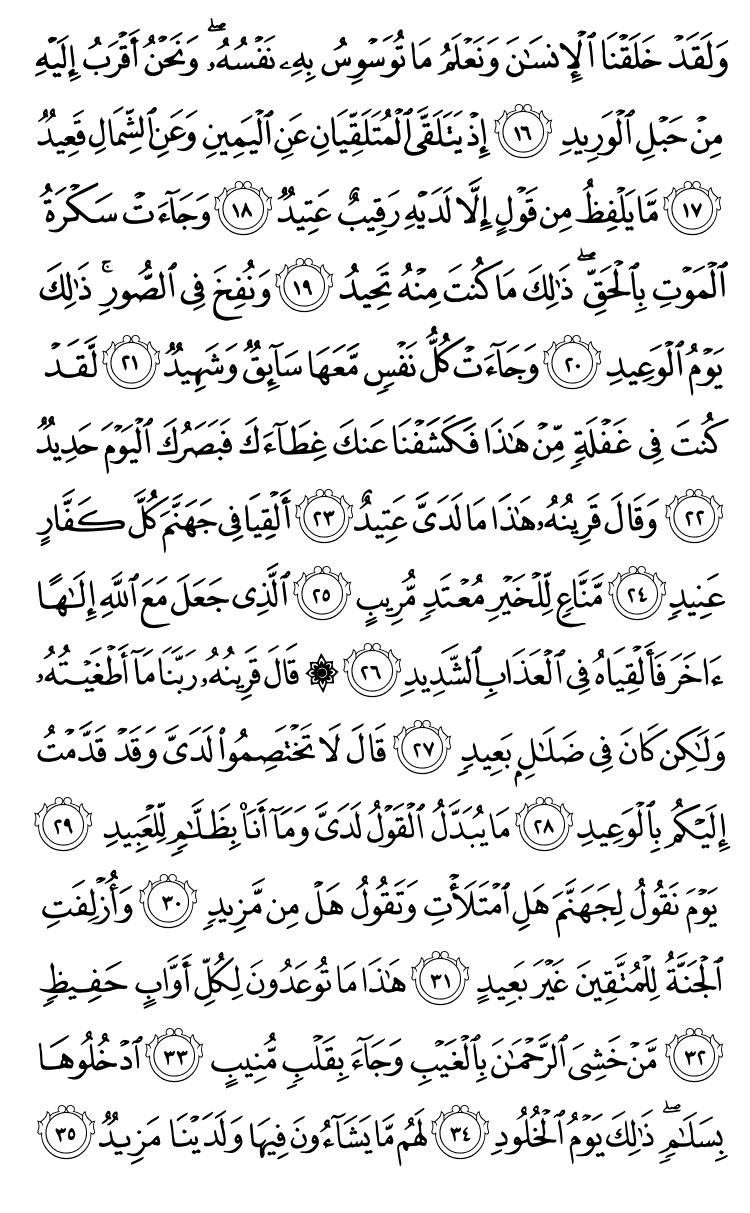 وَلَقَدْ خَلَقْنَا ٱلْإِنسَٰنَ وَنَعْلَمُ مَا تُوَسْوِسُ بِهِۦ نَفْسُهُۥ ۖ وَنَحْنُ أَقْرَبُ إِلَيْهِ
مِنْ حَبْلِ ٱلْوَرِيدِ ١٦ إِذْ يَتَلَقَّى ٱلْمُتَلَقِّيَانِ عَنِ ٱلْيَمِينِ وَعَنِ ٱلشِّمَالِ قَعِيدٌ
١٧ مَّا يَلْفِظُ مِن قَوْلٍ إِلَّا لَدَيْهِ رَقِيبٌ عَتِيدٌ ١٨ وَجَآءَتْ سَكْرَةُ
ٱلْمَوْتِ بِٱلْحَقِّ ۖ ذَٰلِكَ مَا كُنتَ مِنْهُ تَحِيدُ ١٩ وَنُفِخَ فِى ٱلصُّورِ ۚ ذَٰلِكَ
يَوْمُ ٱلْوَعِيدِ ٢٠ وَجَآءَتْ كُلُّ نَفْسٍ مَّعَهَا سَآئِقٌ وَشَهِيدٌ ٢١ لَّقَدْ
كُنتَ فِى غَفْلَةٍ مِّنْ هَٰذَا فَكَشَفْنَا عَنكَ غِطَآءَكَ فَبَصَرُكَ ٱلْيَوْمَ حَدِيدٌ
٢٢ وَقَالَ قَرِينُهُۥ هَٰذَا مَا لَدَىَّ عَتِيدٌ ٢٣ أَلْقِيَا فِى جَهَنَّمَ كُلَّ كَفَّارٍ
عَنِيدٍ ٢٤ مَّنَّاعٍ لِّلْخَيْرِ مُعْتَدٍ مُّرِيبٍ ٢٥ ٱلَّذِى جَعَلَ مَعَ ٱللَّهِ إِلَٰهًا
ءَاخَرَ فَأَلْقِيَاهُ فِى ٱلْعَذَابِ ٱلشَّدِيدِ ٢٦ ۞ قَالَ قَرِينُهُۥ رَبَّنَا مَآ أَطْغَيْتُهُۥ
وَلَٰكِن كَانَ فِى ضَلَٰلٍۭ بَعِيدٍ ٢٧ قَالَ لَا تَخْتَصِمُوا۟ لَدَىَّ وَقَدْ قَدَّمْتُ
إِلَيْكُم بِٱلْوَعِيدِ ٢٨ مَا يُبَدَّلُ ٱلْقَوْلُ لَدَىَّ وَمَآ أَنَا۠ بِظَلَّٰمٍ لِّلْعَبِيدِ ٢٩
يَوْمَ نَقُولُ لِجَهَنَّمَ هَلِ ٱمْتَلَأْتِ وَتَقُولُ هَلْ مِن مَّزِيدٍ ٣٠ وَأُزْلِفَتِ
ٱلْجَنَّةُ لِلْمُتَّقِينَ غَيْرَ بَعِيدٍ ٣١ هَٰذَا مَا تُوعَدُونَ لِكُلِّ أَوَّابٍ حَفِيظٍ
٣٢ مَّنْ خَشِىَ ٱلرَّحْمَٰنَ بِٱلْغَيْبِ وَجَآءَ بِقَلْبٍ مُّنِيبٍ ٣٣ ٱدْخُلُوهَا
بِسَلَٰمٍ ۖ ذَٰلِكَ يَوْمُ ٱلْخُلُودِ ٣٤ لَهُم مَّا يَشَآءُونَ فِيهَا وَلَدَيْنَا مَزِيدٌ ٣٥